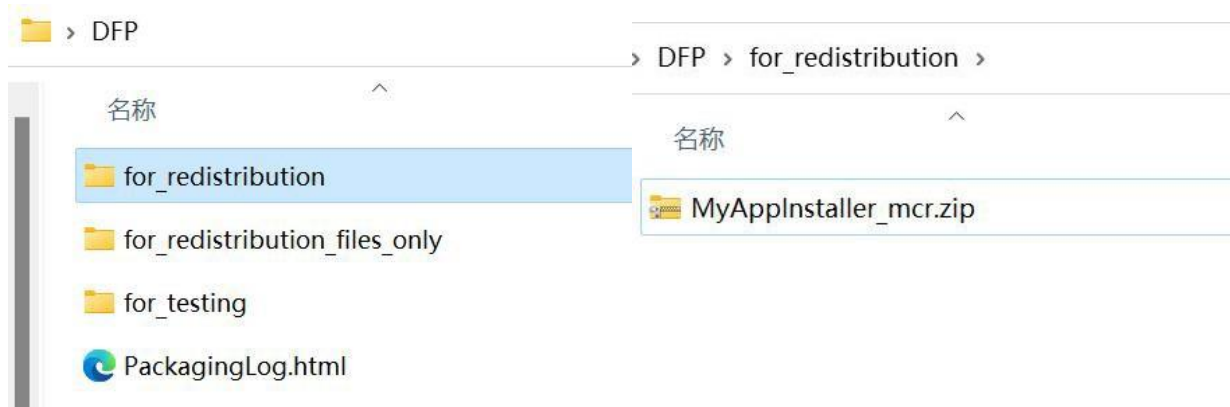 DFP
名称
for_redistribution
for_redistribution_files_only
for_testing
PackagingLog.html
DFP > for_redistribution >
名称
MyAppInstaller_mcr.zip